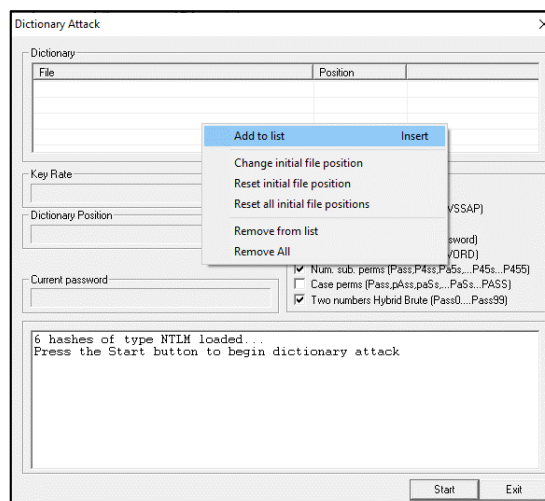 Dictionary Attack
Dictionary
File Position
Add to list Insert
Change initial file position
Reset initial file position
Reset all initial file positions
Remove from list
Remove All
Key Rate
Dictionary Position
VSSAP)
sword)
/ORD)
Current password
Num. sub. perms (Pass,P4ss,Pa5s,...P45s...P455)
Case perms (Pass,pAss,paSs,...PaSs...PASS)
Two numbers Hybrid Brute (Pass0....Pass99)
6 hashes of type NTLM loaded...
Press the Start button to begin dictionary attack
Start Exit